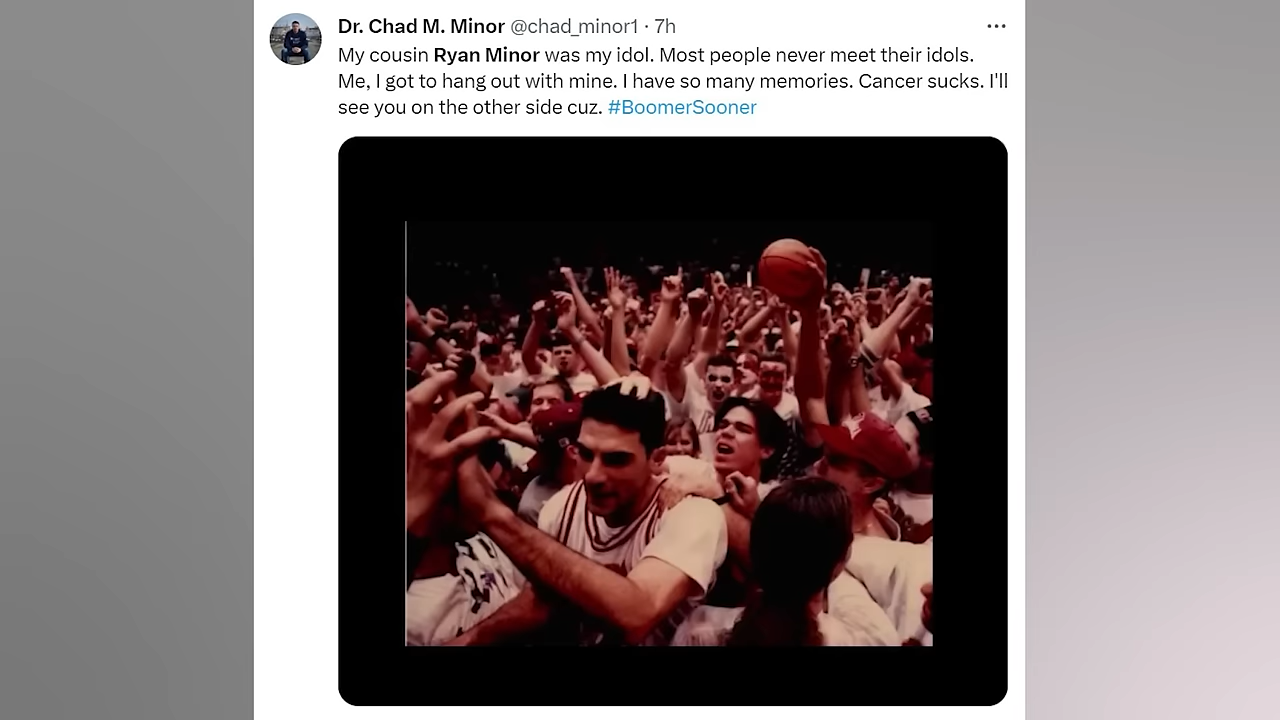 Dr. Chad M. Minor @chad_minor1 · 7h
My cousin Ryan Minor was my idol. Most people never meet their idols.
Me, I got to hang out with mine. I have so many memories. Cancer sucks. I'll
see you on the other side cuz. #BoomerSooner